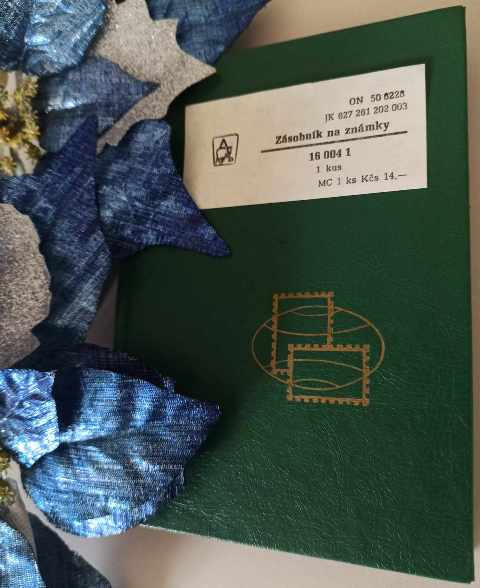 ON 50 6228
JK 627 261 202 003
Zásobník na známky
16 004 1
1 kus
MC 1 ks Kčs 14.—